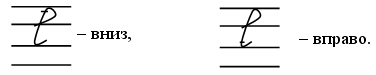 – вниз, – вправо.